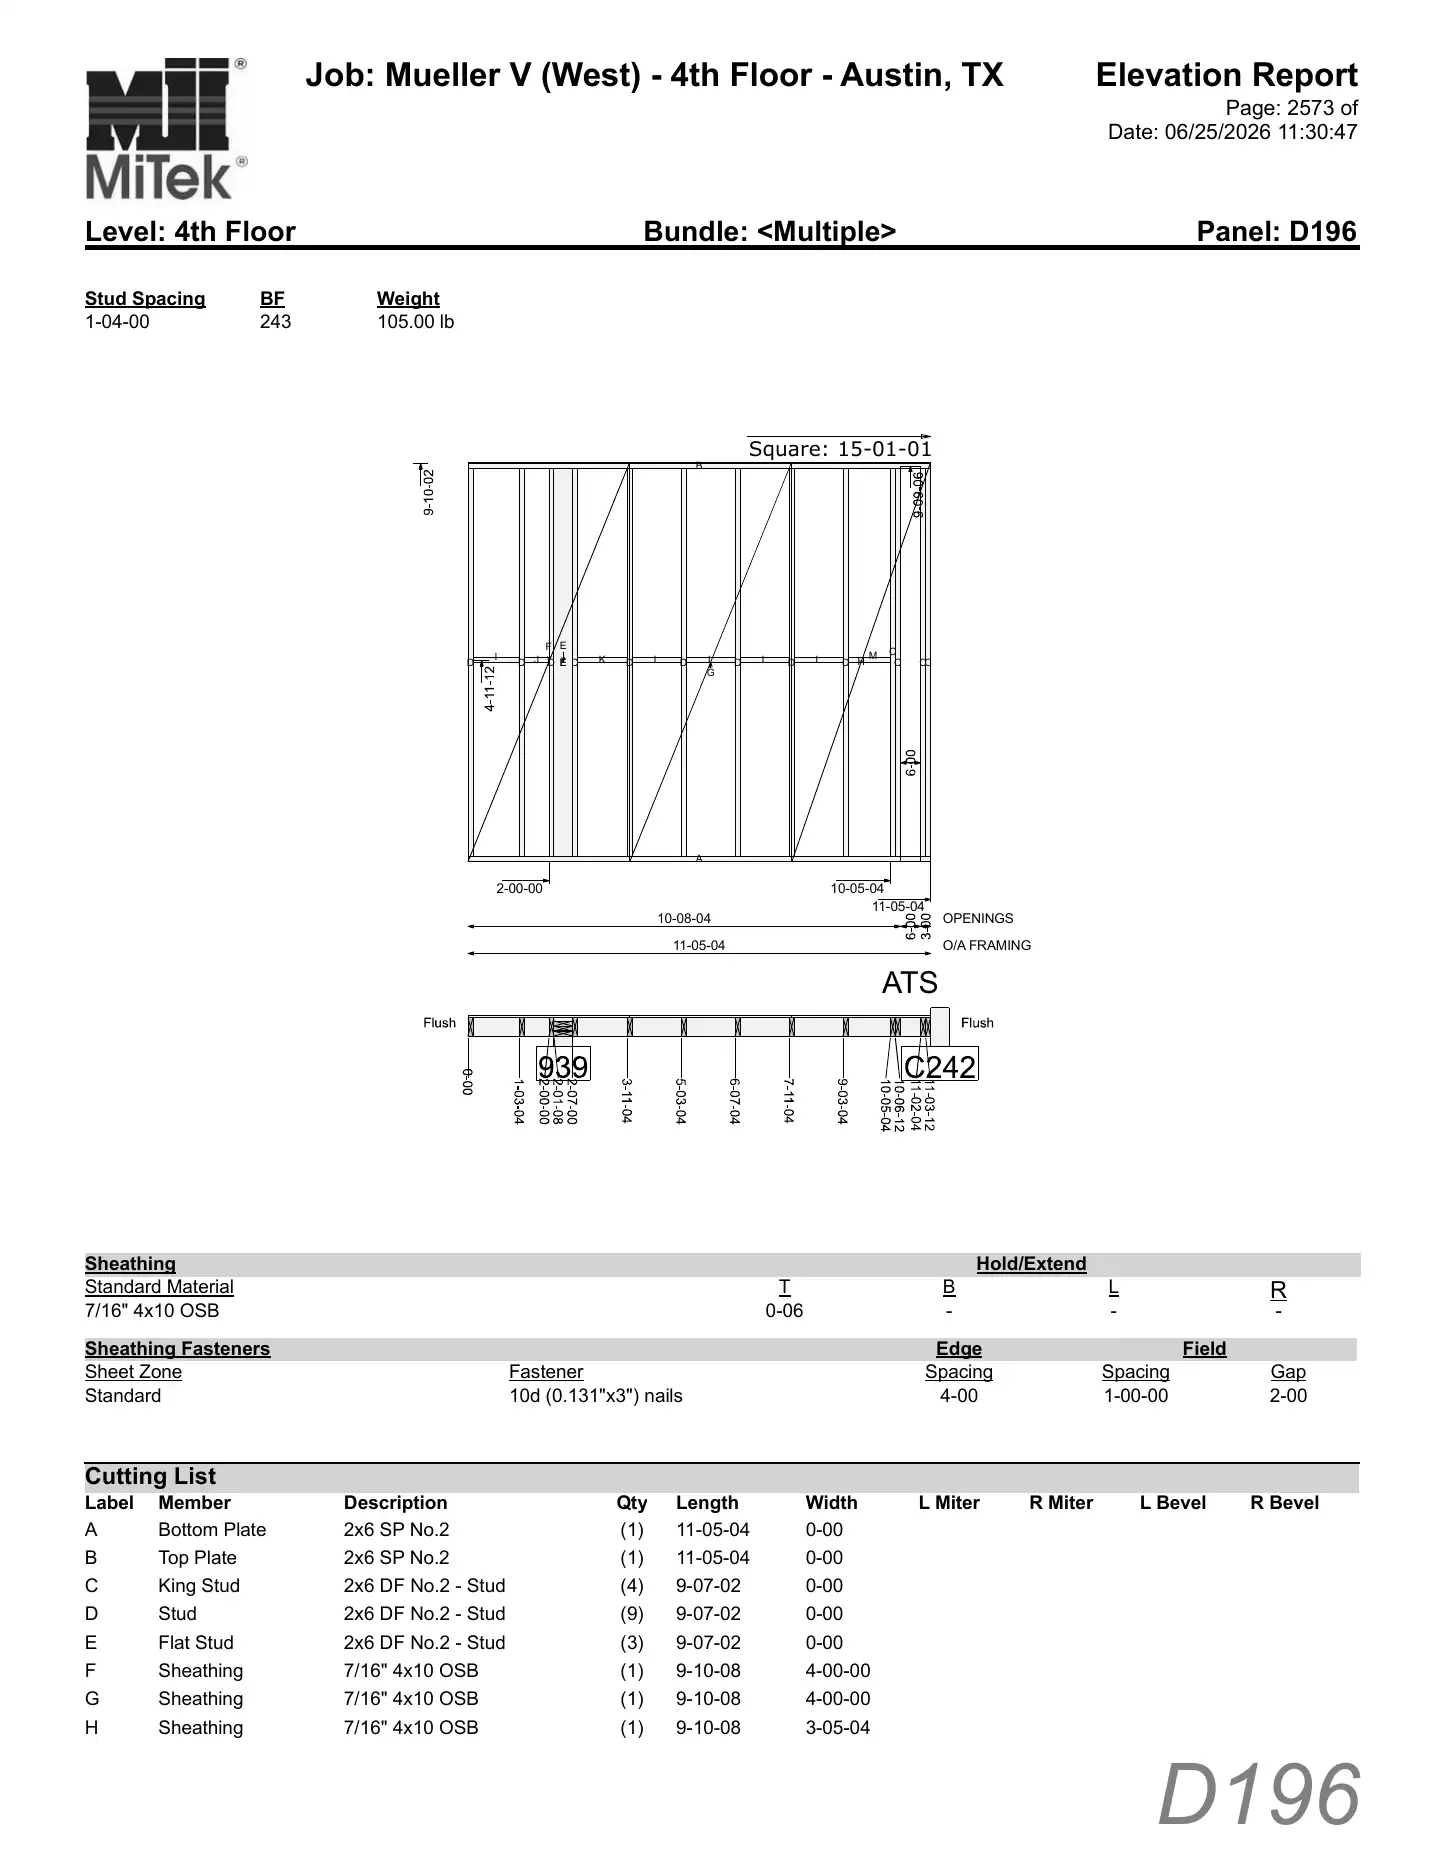 Job: Mueller V (West) - 4th Floor - Austin, TX
Elevation Report
Page: 2573 of
Date: 06/25/2026 11:30:47
MiTek®
Level: 4th Floor Bundle: <Multiple> Panel: D196
Stud Spacing BF Weight
1-04-00 243 105.00 lb
Square: 15-01-01
B
9-10-02
9-09-06
F E
I J L E K I I I I H M
G
4-11-12
6-00
A
2-00-00 10-05-04
11-05-04
10-08-04 6-00 3-00 OPENINGS
11-05-04 O/A FRAMING
ATS
Flush Flush
939 C242
0-00 1-03-04 2-00-00 2-01-08 2-07-00 3-11-04 5-03-04 6-07-04 7-11-04 9-03-04 10-05-04 10-06-12 11-02-04 11-03-12
Sheathing Hold/Extend
Standard Material T B L R
7/16" 4x10 OSB 0-06 - - -
Sheathing Fasteners Edge Field
Sheet Zone Fastener Spacing Spacing Gap
Standard 10d (0.131"x3") nails 4-00 1-00-00 2-00
Cutting List
Label Member Description Qty Length Width L Miter R Miter L Bevel R Bevel
A Bottom Plate 2x6 SP No.2 (1) 11-05-04 0-00
B Top Plate 2x6 SP No.2 (1) 11-05-04 0-00
C King Stud 2x6 DF No.2 - Stud (4) 9-07-02 0-00
D Stud 2x6 DF No.2 - Stud (9) 9-07-02 0-00
E Flat Stud 2x6 DF No.2 - Stud (3) 9-07-02 0-00
F Sheathing 7/16" 4x10 OSB (1) 9-10-08 4-00-00
G Sheathing 7/16" 4x10 OSB (1) 9-10-08 4-00-00
H Sheathing 7/16" 4x10 OSB (1) 9-10-08 3-05-04
D196